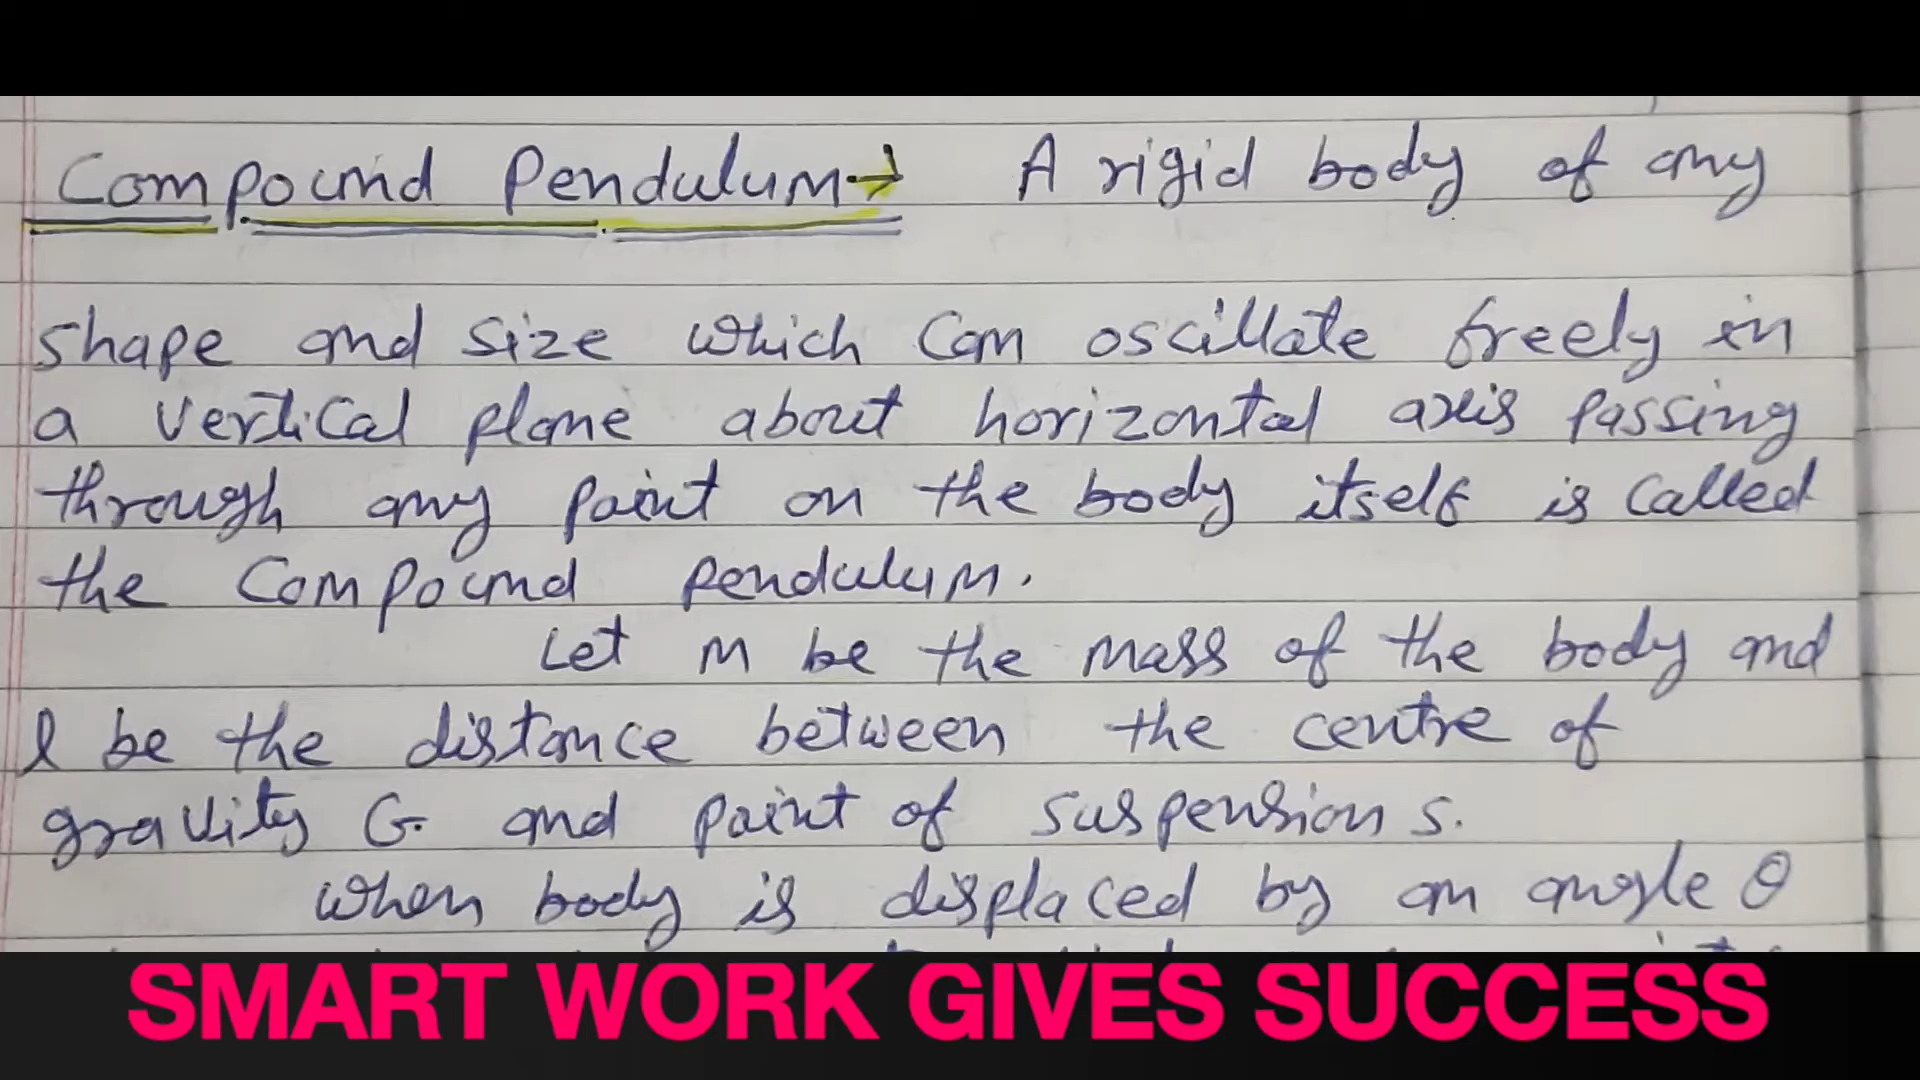 Compound Pendulum→ A rigid body of any
shape and size which can oscillate freely in
a vertical plane about horizontal axis passing
through any point on the body itself is called
the Compound pendulum.
Let M be the mass of the body and
l be the distance between the centre of
gravity G and point of suspension S.
when body is displaced by an angle θ
SMART WORK GIVES SUCCESS